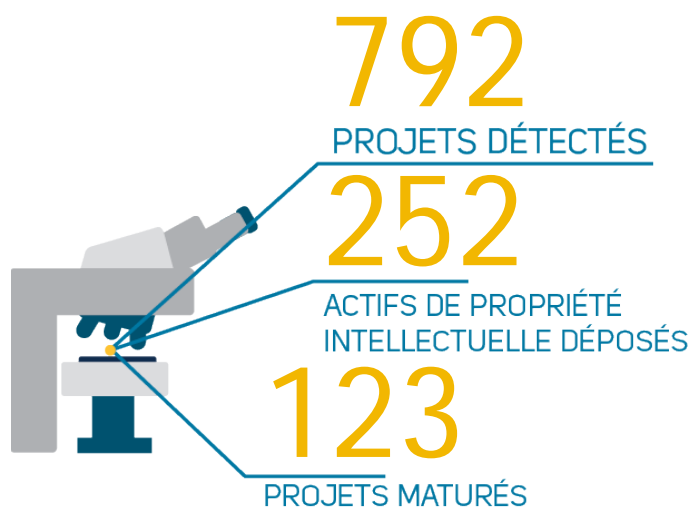 792
PROJETS DÉTECTÉS
252
ACTIFS DE PROPRIÉTÉ
INTELLECTUELLE DÉPOSÉS
123
PROJETS MATURÉS